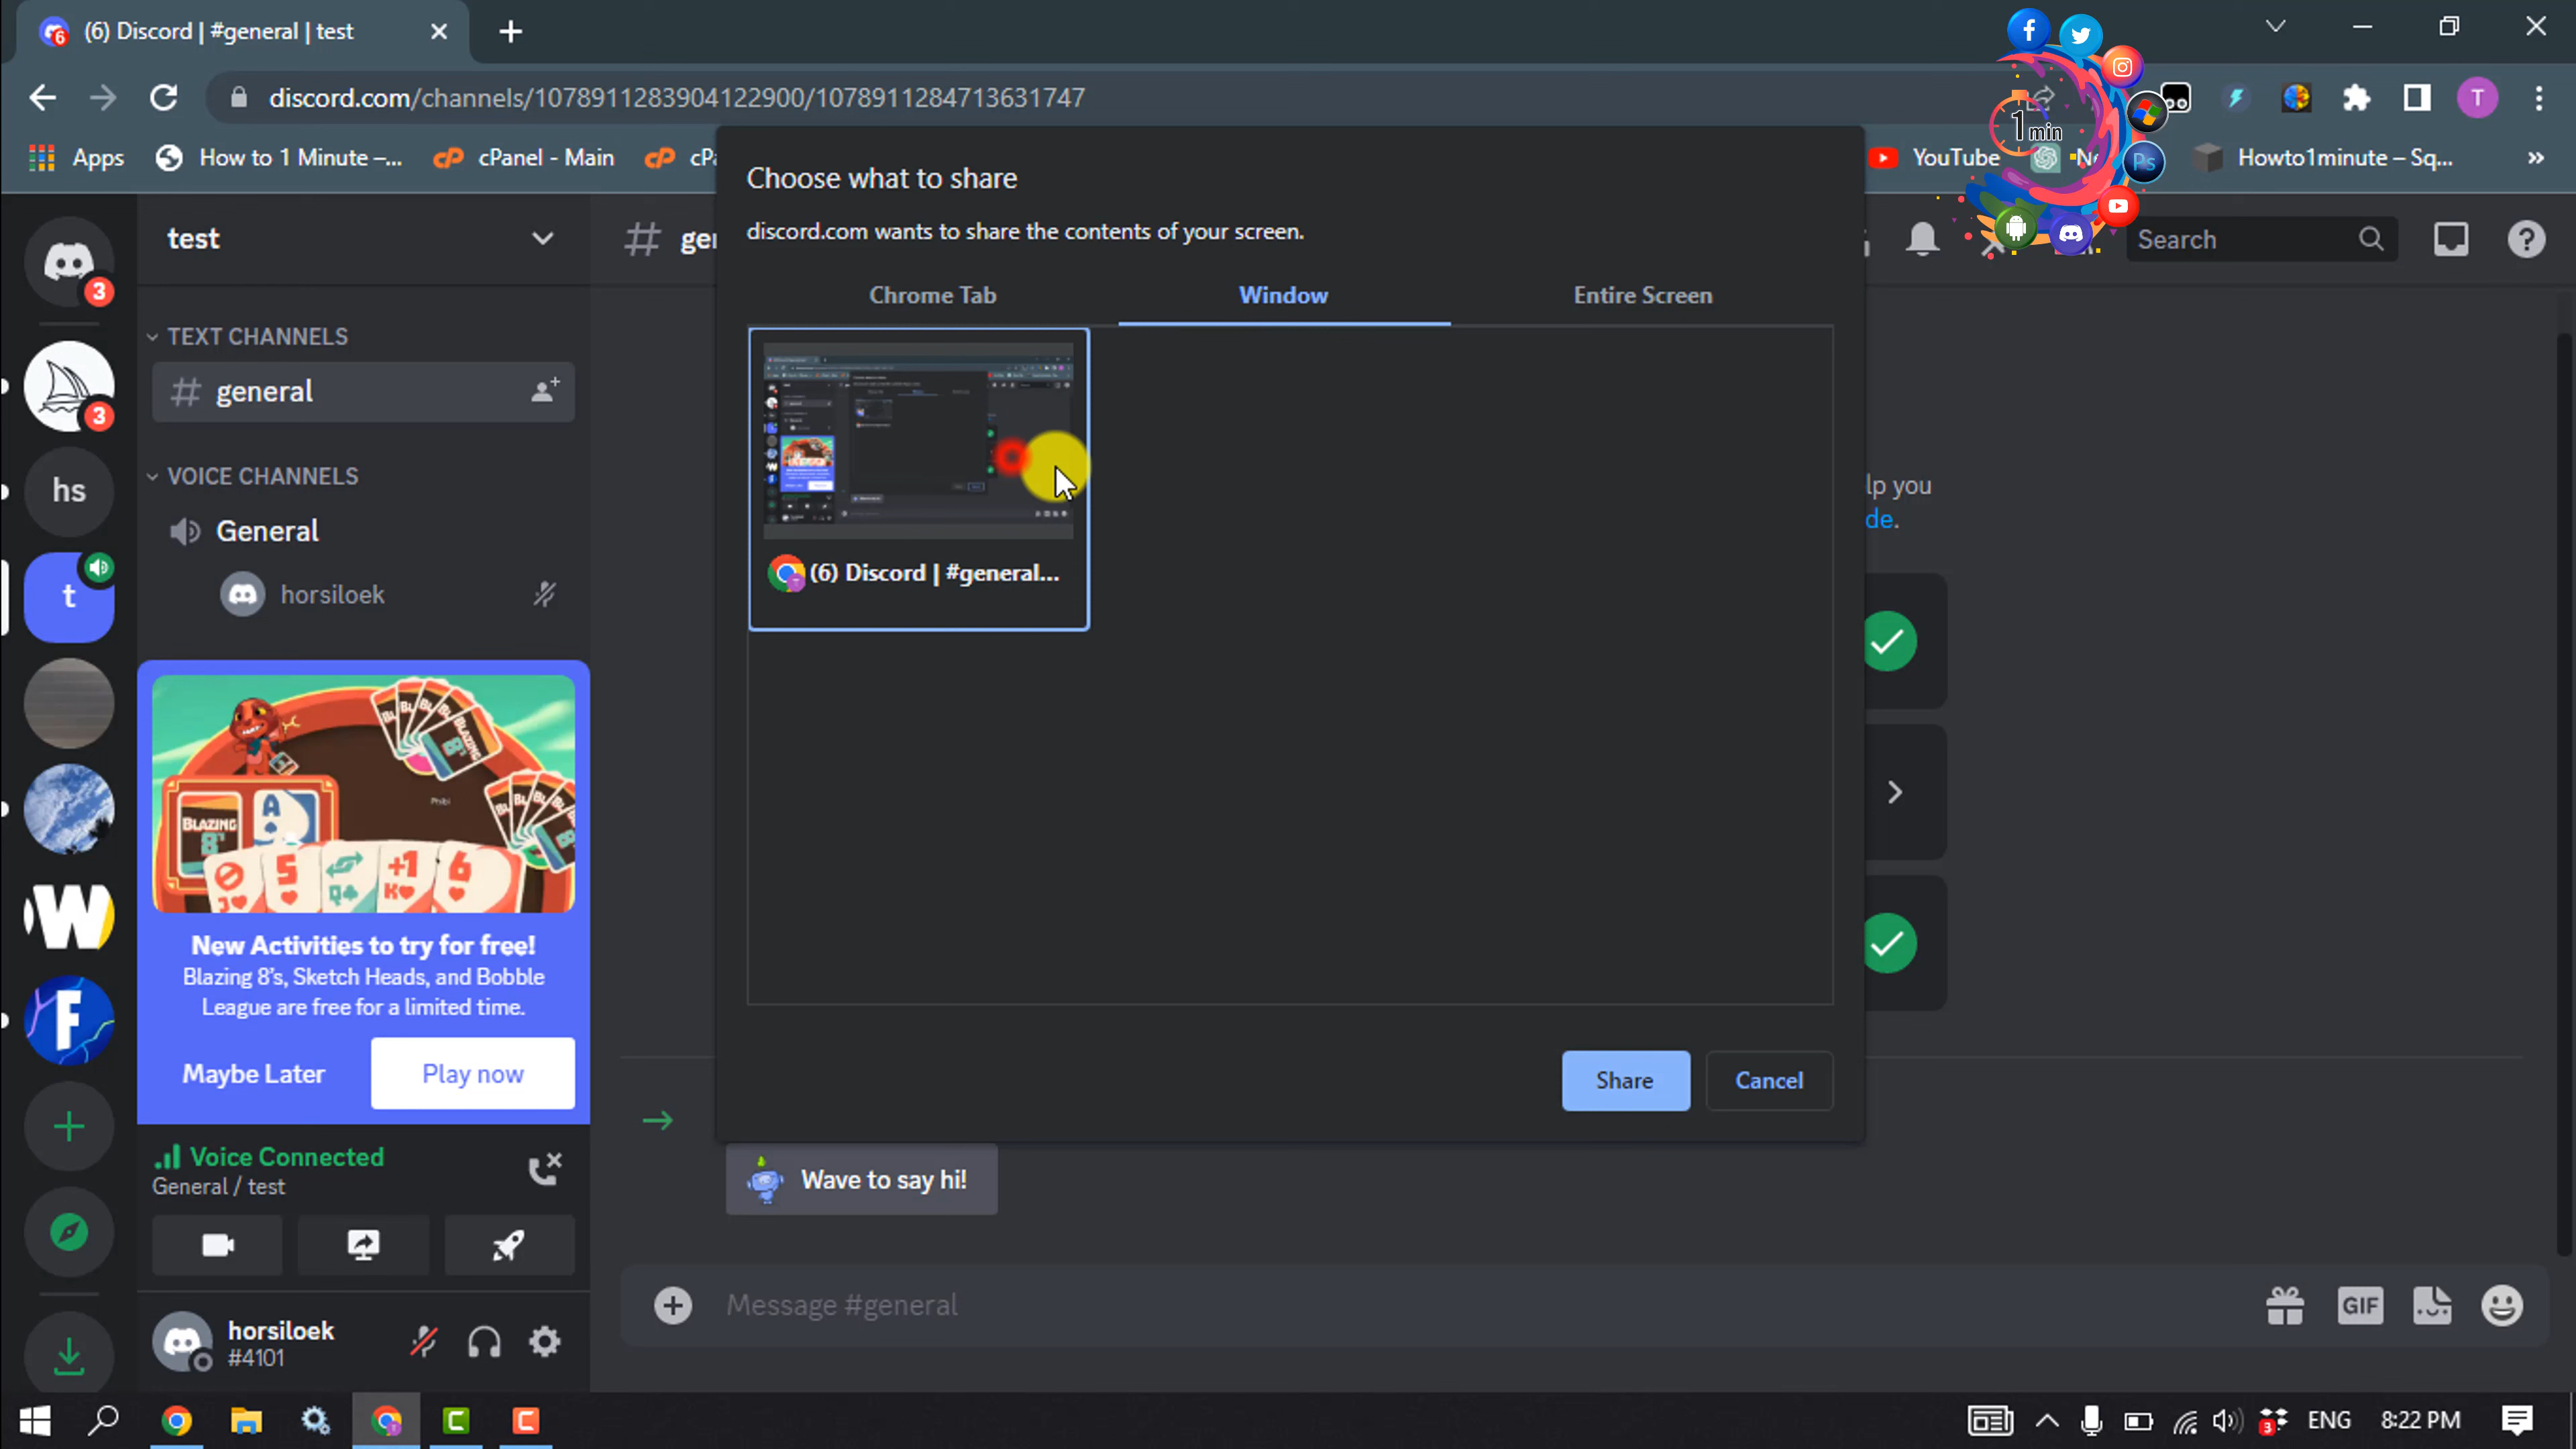 (6) Discord | #general | test
discord.com/channels/1078911283904122900/1078911284713631747
Apps
How to 1 Minute –...
cPanel - Main
YouTube
Howto1minute – Sq...
1 min
Ps
T
test
Choose what to share
discord.com wants to share the contents of your screen.
Search
Chrome Tab
Window
Entire Screen
3
TEXT CHANNELS
# general
3
VOICE CHANNELS
hs
General
horsiloek
t
(6) Discord | #general...
lp you
de.
BLAZING 8's
New Activities to try for free!
Blazing 8's, Sketch Heads, and Bobble
League are free for a limited time.
Maybe Later
Play now
W
F
Share
Cancel
Voice Connected
General / test
Wave to say hi!
Message #general
GIF
horsiloek
#4101
ENG
8:22 PM